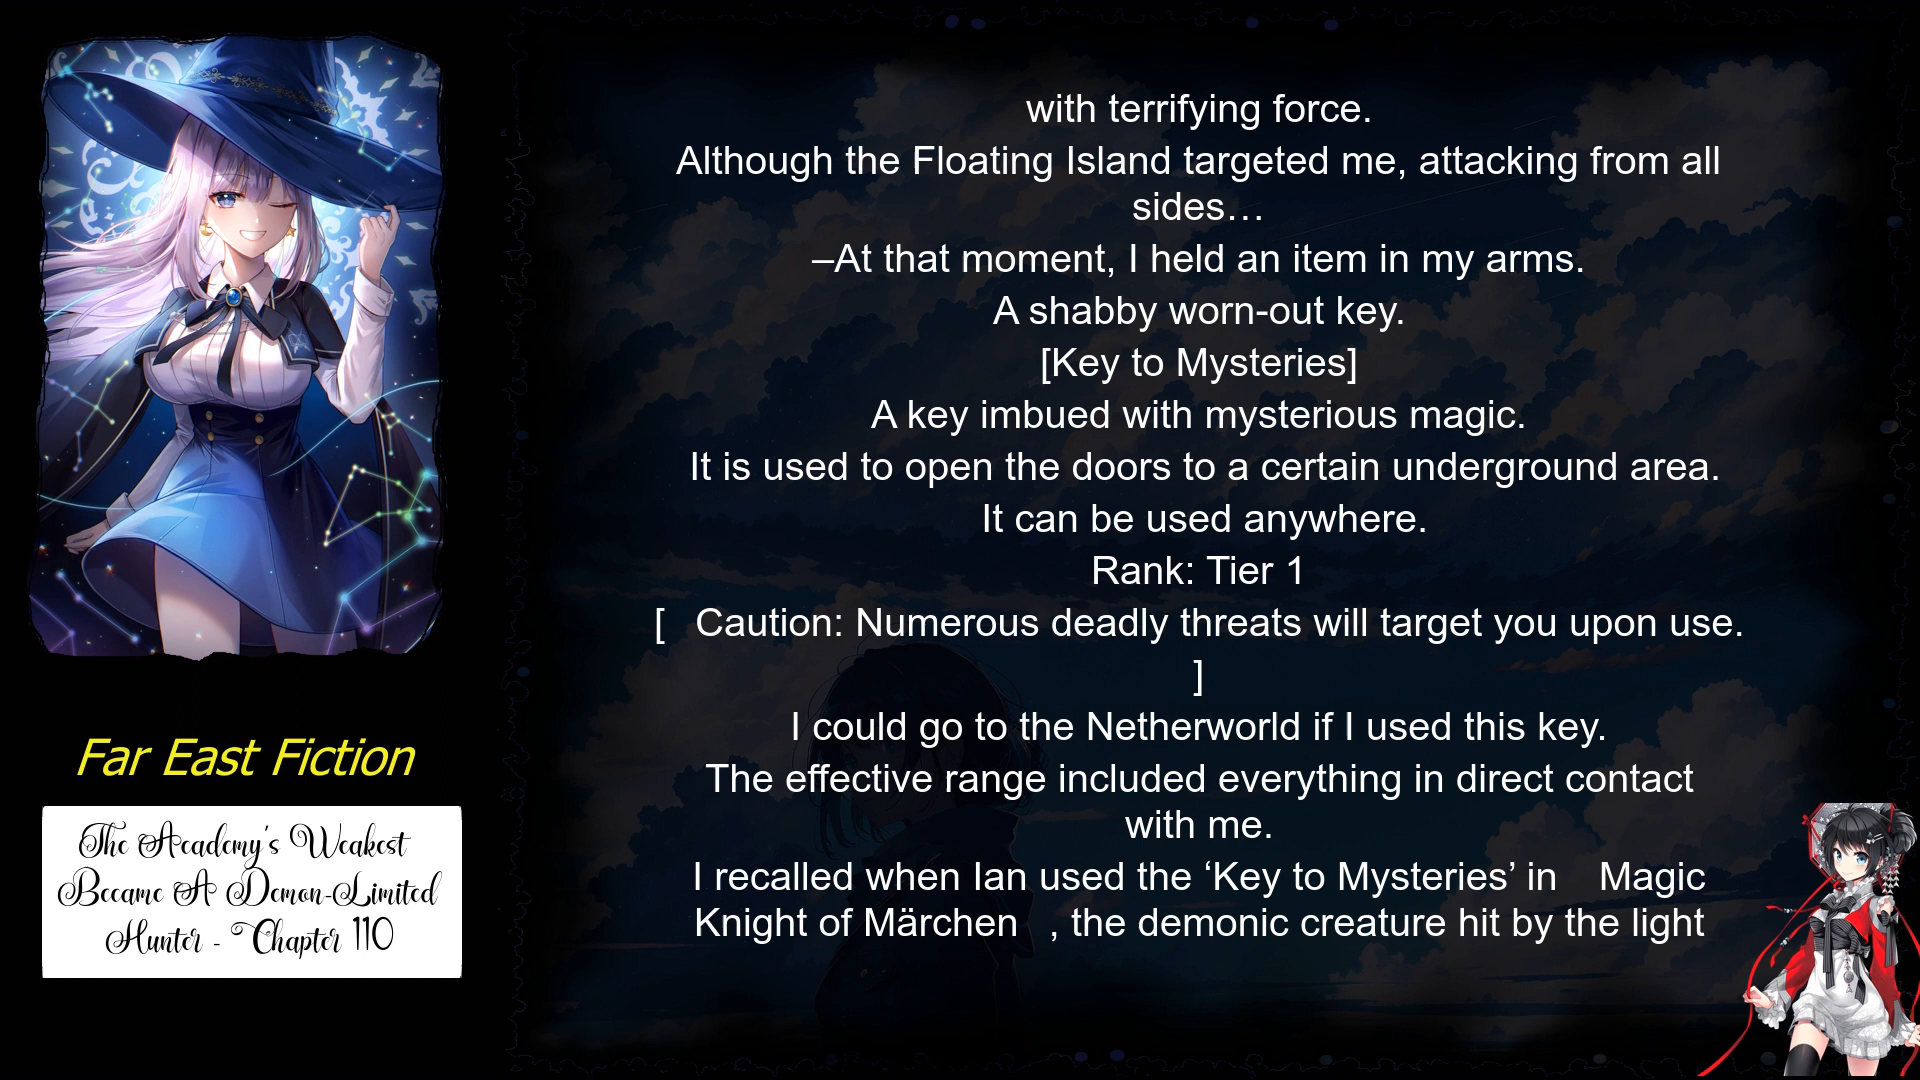 with terrifying force.
Although the Floating Island targeted me, attacking from all
sides…
–At that moment, I held an item in my arms.
A shabby worn-out key.
[Key to Mysteries]
A key imbued with mysterious magic.
It is used to open the doors to a certain underground area.
It can be used anywhere.
Rank: Tier 1
[ Caution: Numerous deadly threats will target you upon use.
]
I could go to the Netherworld if I used this key.
The effective range included everything in direct contact
with me.
I recalled when Ian used the ‘Key to Mysteries’ in Magic
Knight of Märchen , the demonic creature hit by the light
Far East Fiction
The Academy's Weakest
Became A Demon-Limited
Hunter - Chapter 110